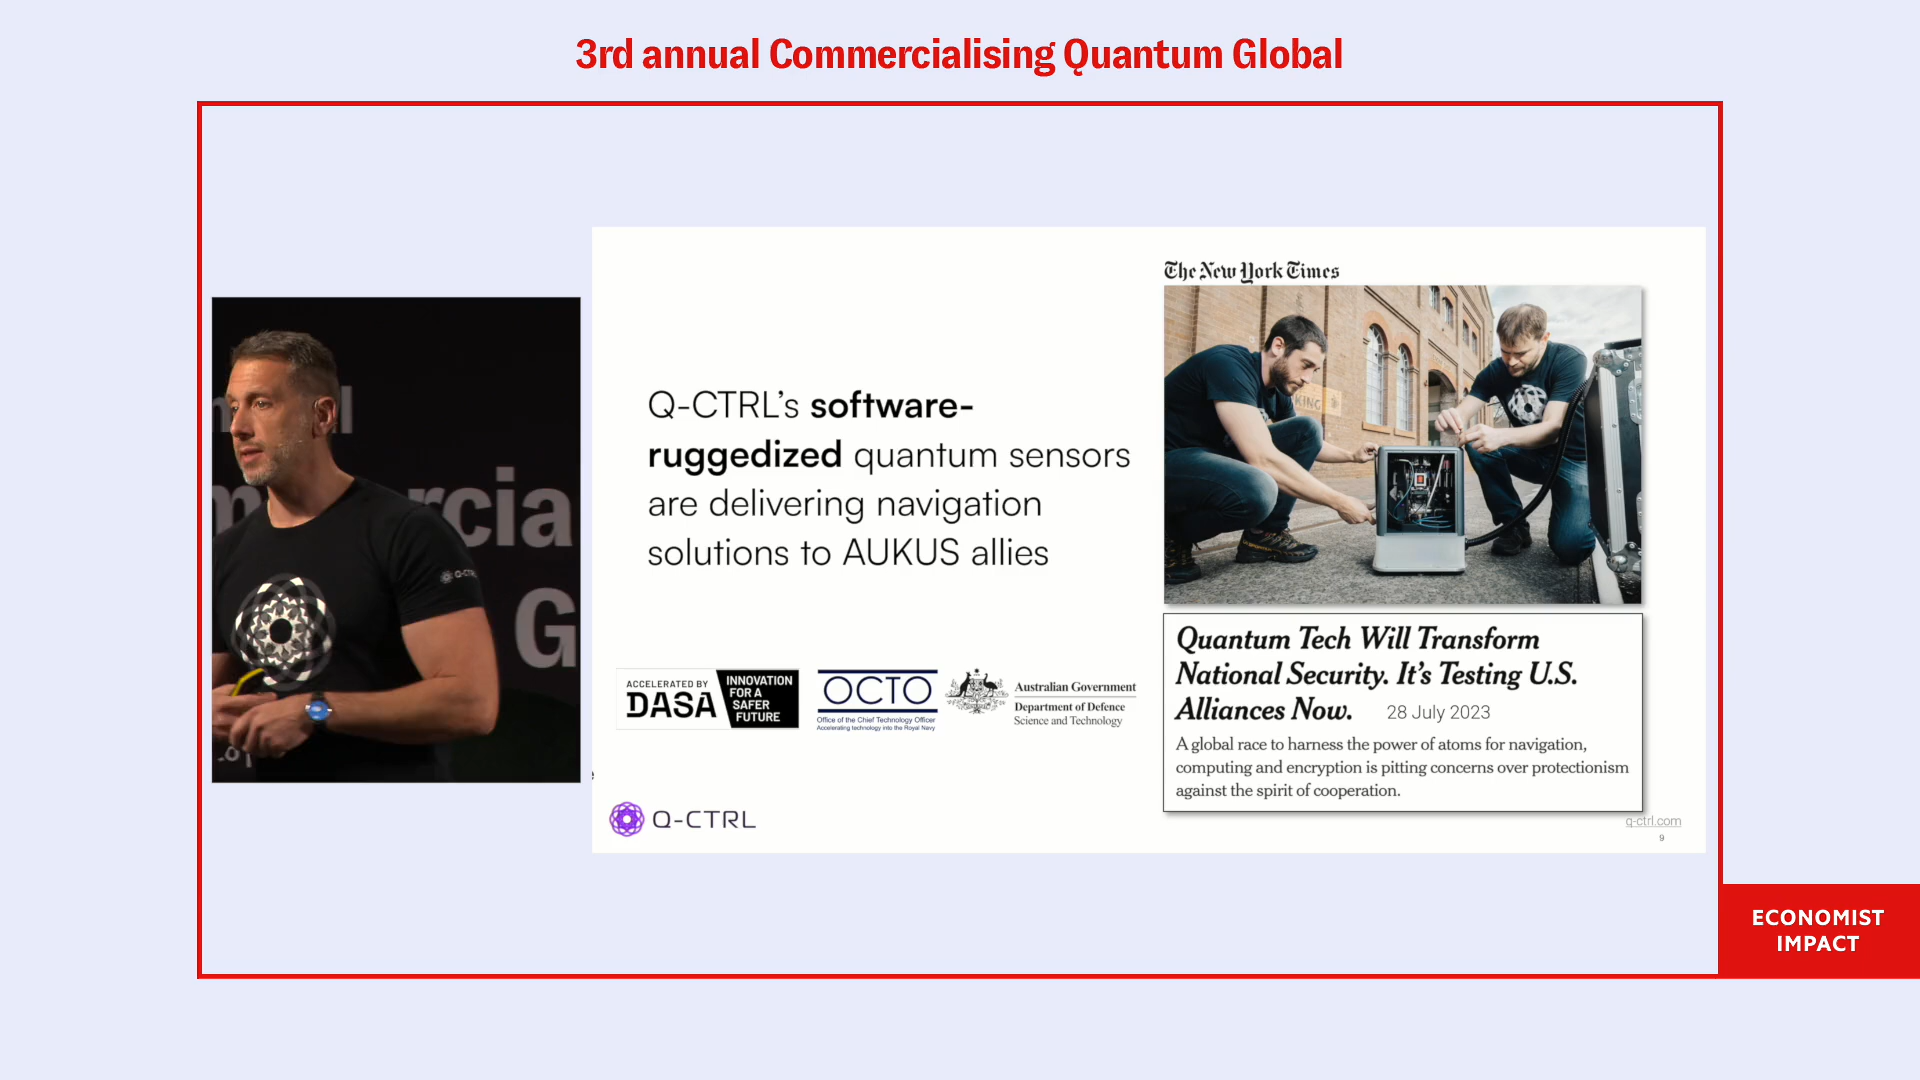 3rd annual Commercialising Quantum Global
The New York Times
Q-CTRL's software-
ruggedized quantum sensors
are delivering navigation
solutions to AUKUS allies
KING
ACCELERATED BY
DASA
INNOVATION
FOR A
SAFER
FUTURE
OCTO
Office of the Chief Technology Officer
Accelerating technology into the Royal Navy
Australian Government
Department of Defence
Science and Technology
Quantum Tech Will Transform
National Security. It's Testing U.S.
Alliances Now. 28 July 2023
A global race to harness the power of atoms for navigation,
computing and encryption is pitting concerns over protectionism
against the spirit of cooperation.
Q-CTRL
q-ctrl.com
9
rcia
G
Q-CTRL
ECONOMIST
IMPACT